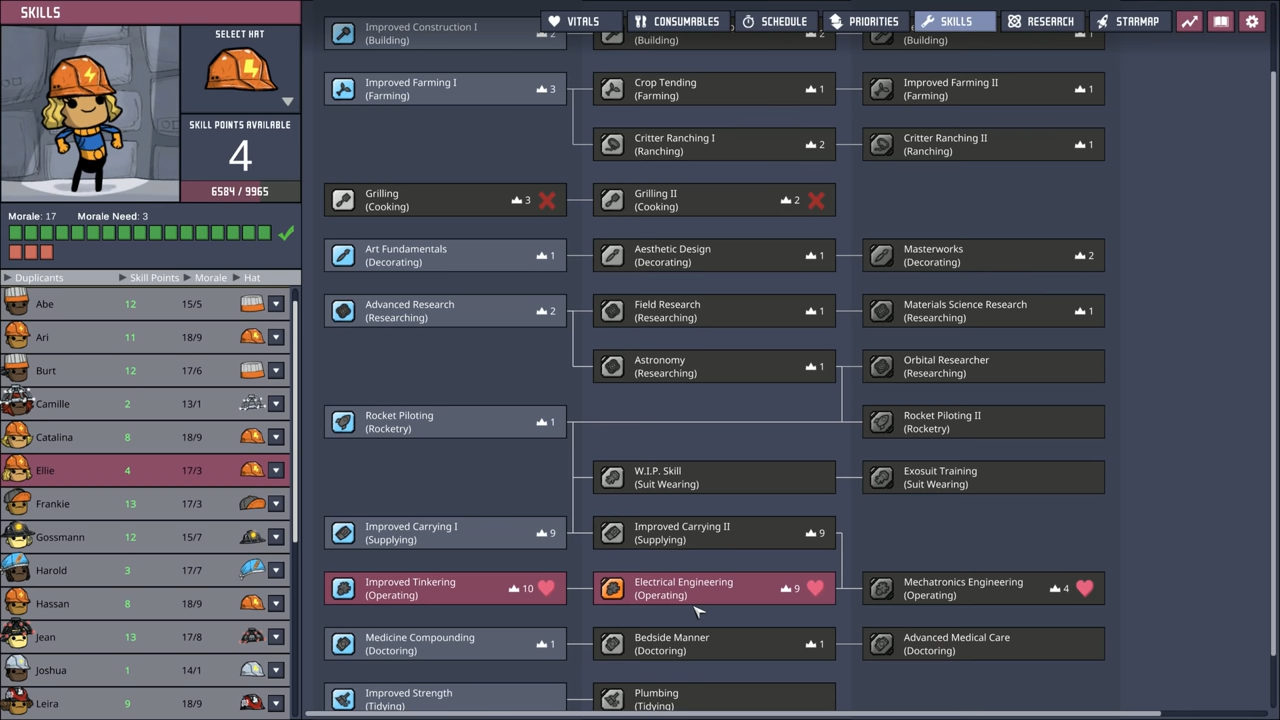 SKILLS
VITALS
CONSUMABLES
SCHEDULE
PRIORITIES
SKILLS
RESEARCH
STARMAP
SELECT HAT
SKILL POINTS AVAILABLE
4
6584 / 9965
Morale: 17 Morale Need: 3
Duplicants Skill Points Morale Hat
Abe 12 15/5
Ari 11 18/9
Burt 12 17/6
Camille 2 13/1
Catalina 8 18/9
Ellie 4 17/3
Frankie 13 17/3
Gossmann 12 15/7
Harold 3 17/7
Hassan 8 18/9
Jean 13 17/8
Joshua 1 14/1
Leira 9 18/9
Improved Construction I
(Building)
2
(Building)
2
(Building)
1
Improved Farming I
(Farming)
3
Crop Tending
(Farming)
1
Improved Farming II
(Farming)
1
Critter Ranching I
(Ranching)
2
Critter Ranching II
(Ranching)
1
Grilling
(Cooking)
3
Grilling II
(Cooking)
2
Art Fundamentals
(Decorating)
1
Aesthetic Design
(Decorating)
1
Masterworks
(Decorating)
2
Advanced Research
(Researching)
2
Field Research
(Researching)
1
Materials Science Research
(Researching)
1
Astronomy
(Researching)
1
Orbital Researcher
(Researching)
Rocket Piloting
(Rocketry)
1
Rocket Piloting II
(Rocketry)
W.I.P. Skill
(Suit Wearing)
Exosuit Training
(Suit Wearing)
Improved Carrying I
(Supplying)
9
Improved Carrying II
(Supplying)
9
Improved Tinkering
(Operating)
10
Electrical Engineering
(Operating)
9
Mechatronics Engineering
(Operating)
4
Medicine Compounding
(Doctoring)
1
Bedside Manner
(Doctoring)
1
Advanced Medical Care
(Doctoring)
Improved Strength
(Tidying)
Plumbing
(Tidying)